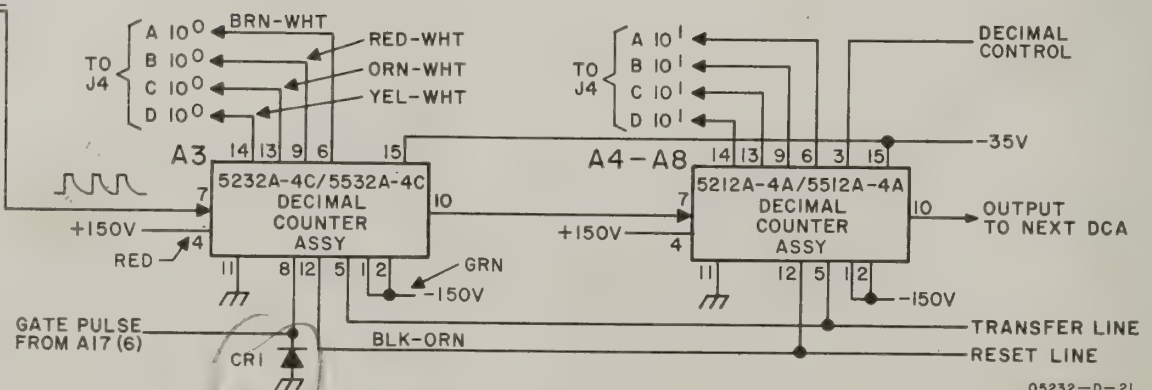 A 10⁰
BRN-WHT
B 10⁰
RED-WHT
TO J4
C 10⁰
ORN-WHT
D 10⁰
YEL-WHT
A3
14 13 9 6 15
7
5232A-4C/5532A-4C
DECIMAL
COUNTER
ASSY
10
+150V
4
RED
11 8 12 5 1 2
GRN
-150V
GATE PULSE
FROM A17 (6)
CR1
BLK-ORN
A 10¹
B 10¹
TO J4
C 10¹
D 10¹
DECIMAL
CONTROL
-35V
A4-A8
14 13 9 6 3 15
7
5212A-4A/5512A-4A
DECIMAL
COUNTER
ASSY
10
OUTPUT
TO NEXT DCA
+150V
4
11 12 5 1 2
-150V
TRANSFER LINE
RESET LINE
05232-D-21